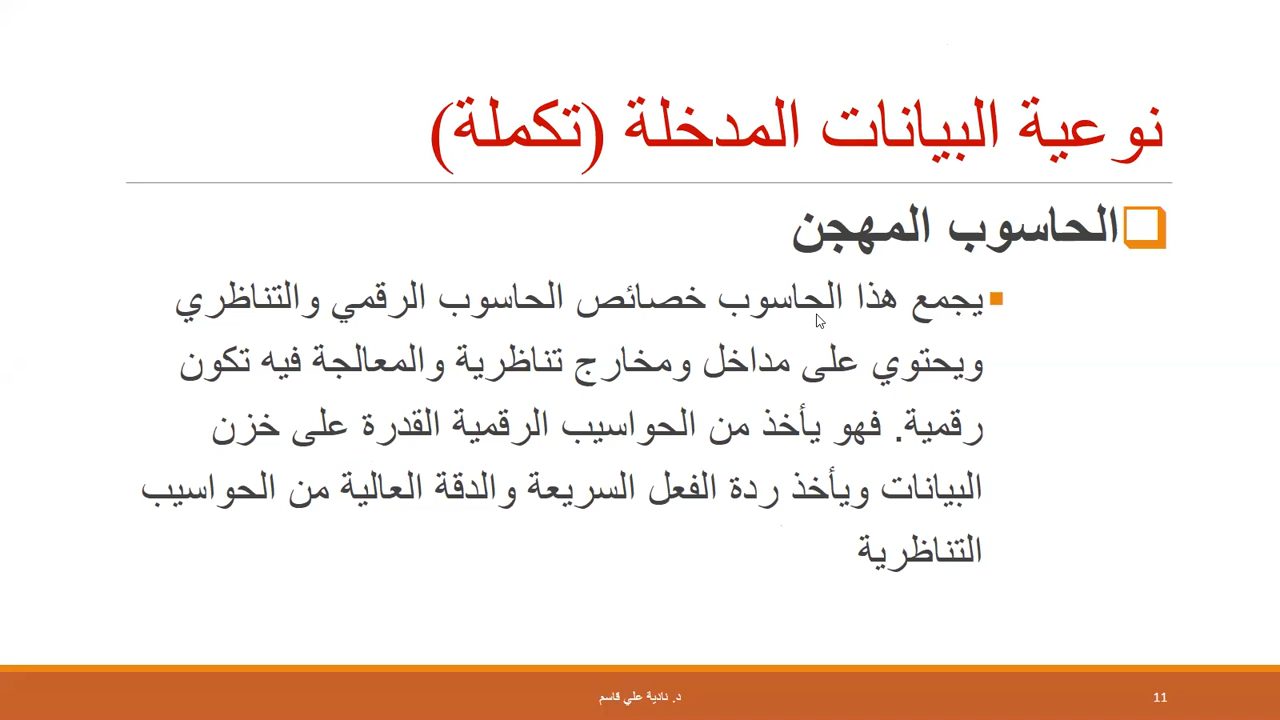 نوعية البيانات المدخلة (تكملة)
الحاسوب المهجن
يجمع هذا الحاسوب خصائص الحاسوب الرقمي والتناظري
ويحتوي على مداخل ومخارج تناظرية والمعالجة فيه تكون
رقمية. فهو يأخذ من الحواسيب الرقمية القدرة على خزن
البيانات ويأخذ ردة الفعل السريعة والدقة العالية من الحواسيب
التناظرية
د. نادية علي قاسم
11